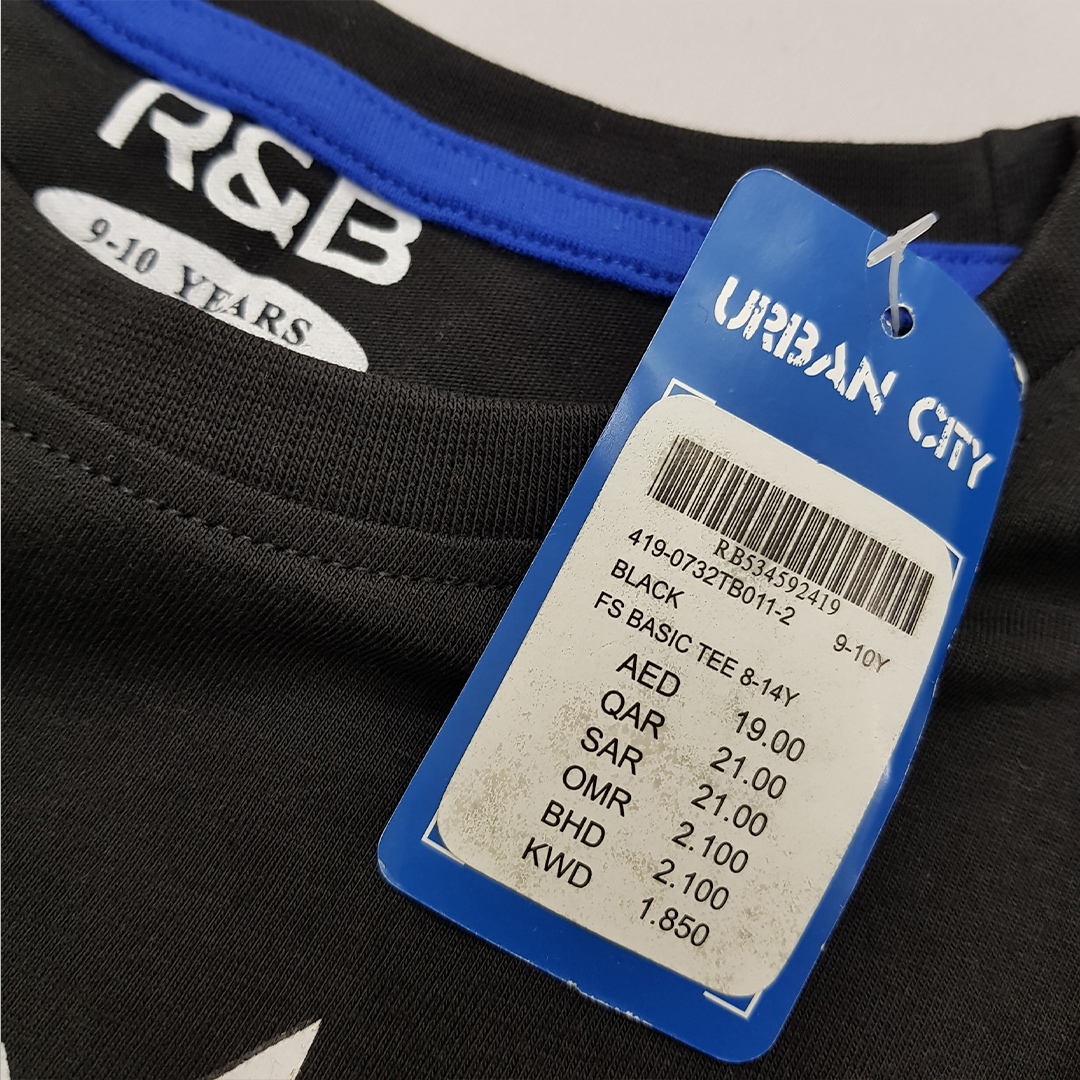 R&B
9-10 YEARS
URBAN CITY
RB534592419
419-0732TB011-2
BLACK 9-10Y
FS BASIC TEE 8-14Y
AED 19.00
QAR 21.00
SAR 21.00
OMR 2.100
BHD 2.100
KWD 1.850